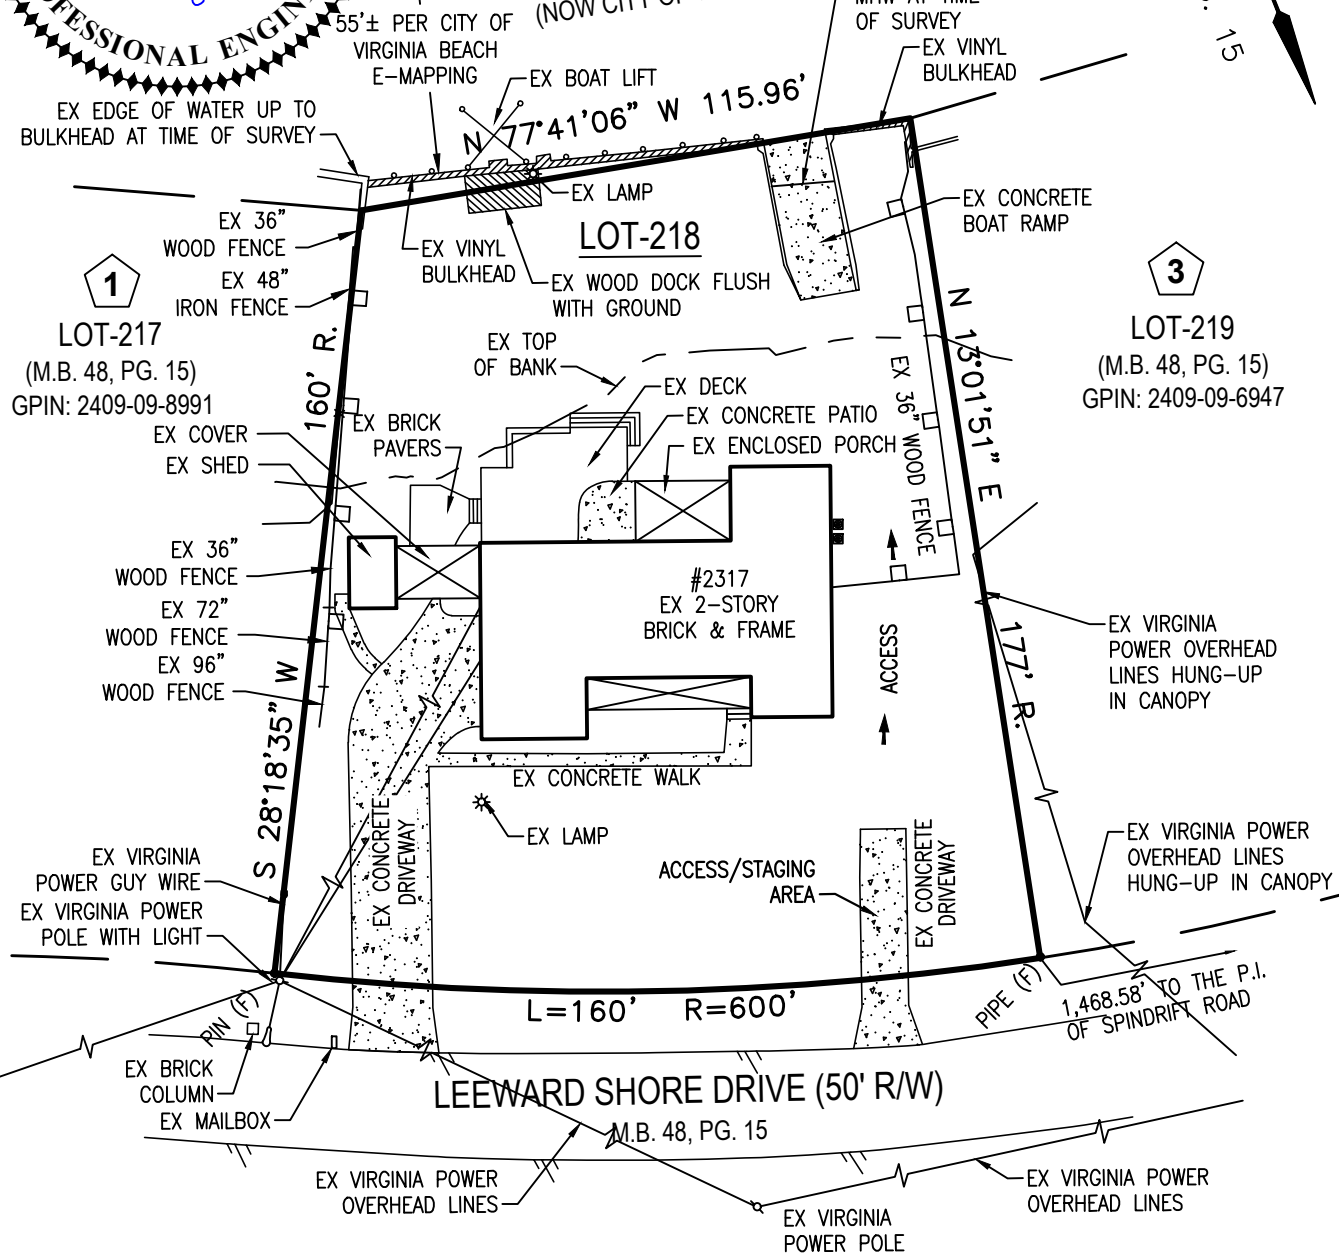 PROFESSIONAL ENGIN
55'± PER CITY OF
VIRGINIA BEACH
E-MAPPING
(NOW CITY OF
MHW AT TIME
OF SURVEY
15
EX VINYL
BULKHEAD
EX BOAT LIFT
EX EDGE OF WATER UP TO
BULKHEAD AT TIME OF SURVEY
N 77°41'06" W 115.96'
EX LAMP
EX 36"
WOOD FENCE
EX VINYL
BULKHEAD
LOT-218
EX CONCRETE
BOAT RAMP
EX WOOD DOCK FLUSH
WITH GROUND
1
LOT-217
(M.B. 48, PG. 15)
GPIN: 2409-09-8991
EX 48"
IRON FENCE
3
LOT-219
(M.B. 48, PG. 15)
GPIN: 2409-09-6947
160' R.
S 28°18'35" W
N 13°01'51" E
177' R.
EX TOP
OF BANK
EX DECK
EX CONCRETE PATIO
EX ENCLOSED PORCH
EX 36" WOOD FENCE
EX BRICK
PAVERS
EX COVER
EX SHED
EX 36"
WOOD FENCE
EX 72"
WOOD FENCE
EX 96"
WOOD FENCE
#2317
EX 2-STORY
BRICK & FRAME
ACCESS
EX VIRGINIA
POWER OVERHEAD
LINES HUNG-UP
IN CANOPY
EX CONCRETE WALK
EX LAMP
EX CONCRETE
DRIVEWAY
ACCESS/STAGING
AREA
EX CONCRETE
DRIVEWAY
EX VIRGINIA POWER
OVERHEAD LINES
HUNG-UP IN CANOPY
EX VIRGINIA
POWER GUY WIRE
EX VIRGINIA POWER
POLE WITH LIGHT
PIN (F)
L=160' R=600'
PIPE (F)
1,468.58' TO THE P.I.
OF SPINDRIFT ROAD
EX BRICK
COLUMN
EX MAILBOX
LEEWARD SHORE DRIVE (50' R/W)
M.B. 48, PG. 15
EX VIRGINIA POWER
OVERHEAD LINES
EX VIRGINIA
POWER POLE
EX VIRGINIA POWER
OVERHEAD LINES